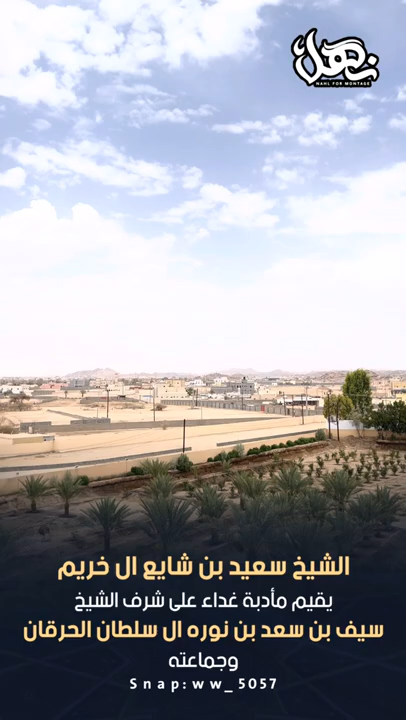 نهل
NAHL FOR MONTAGE
الشيخ سعيد بن شايع ال خريم
يقيم مأدبة غداء على شرف الشيخ
سيف بن سعد بن نوره ال سلطان الحرقان
وجماعته
Snap:ww_5057